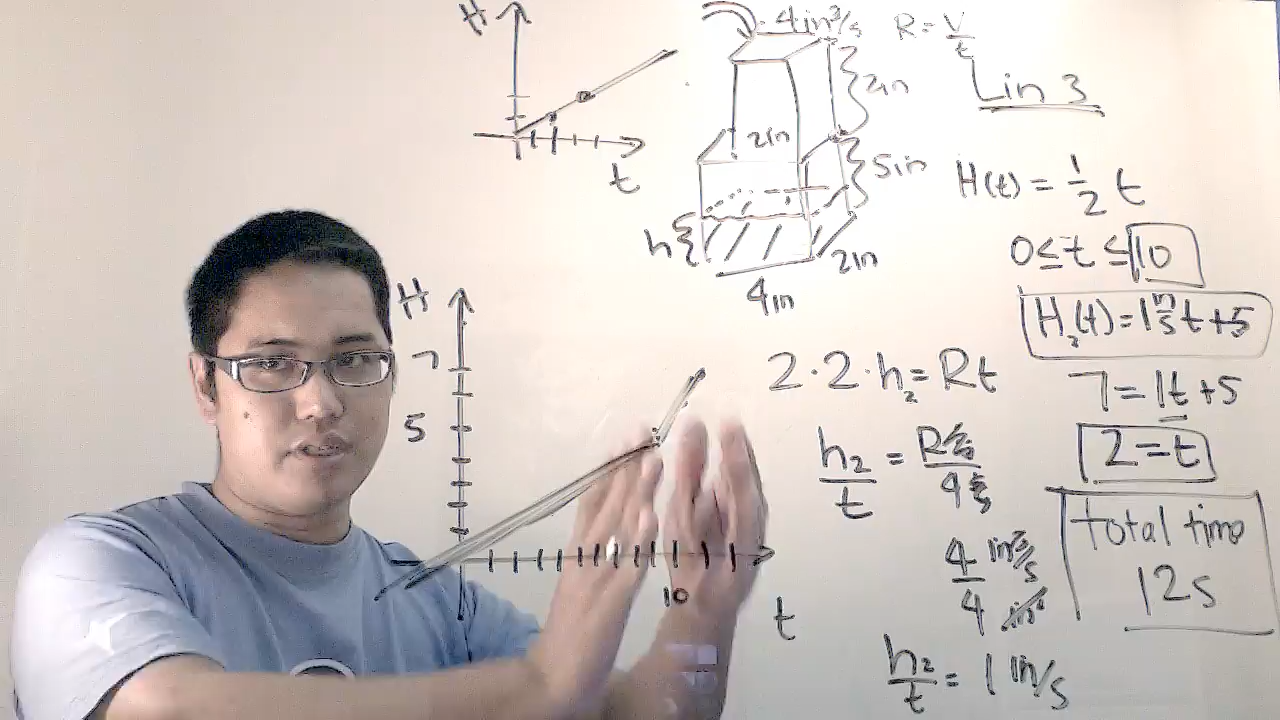 H
t
4in³/s
2in
2in
5in
h
2in
4in
R = V/t
Lin 3
H(t) = 1/2 t
0 ≤ t ≤ 10
H₂(t) = 1 in/s t + 5
7 = 1t + 5
2 = t
total time
12s
H
7
5
10
t
2·2·h₂ = Rt
h₂/t = R
4
4 in³/s
4 in²
h₂/t = 1 in/s